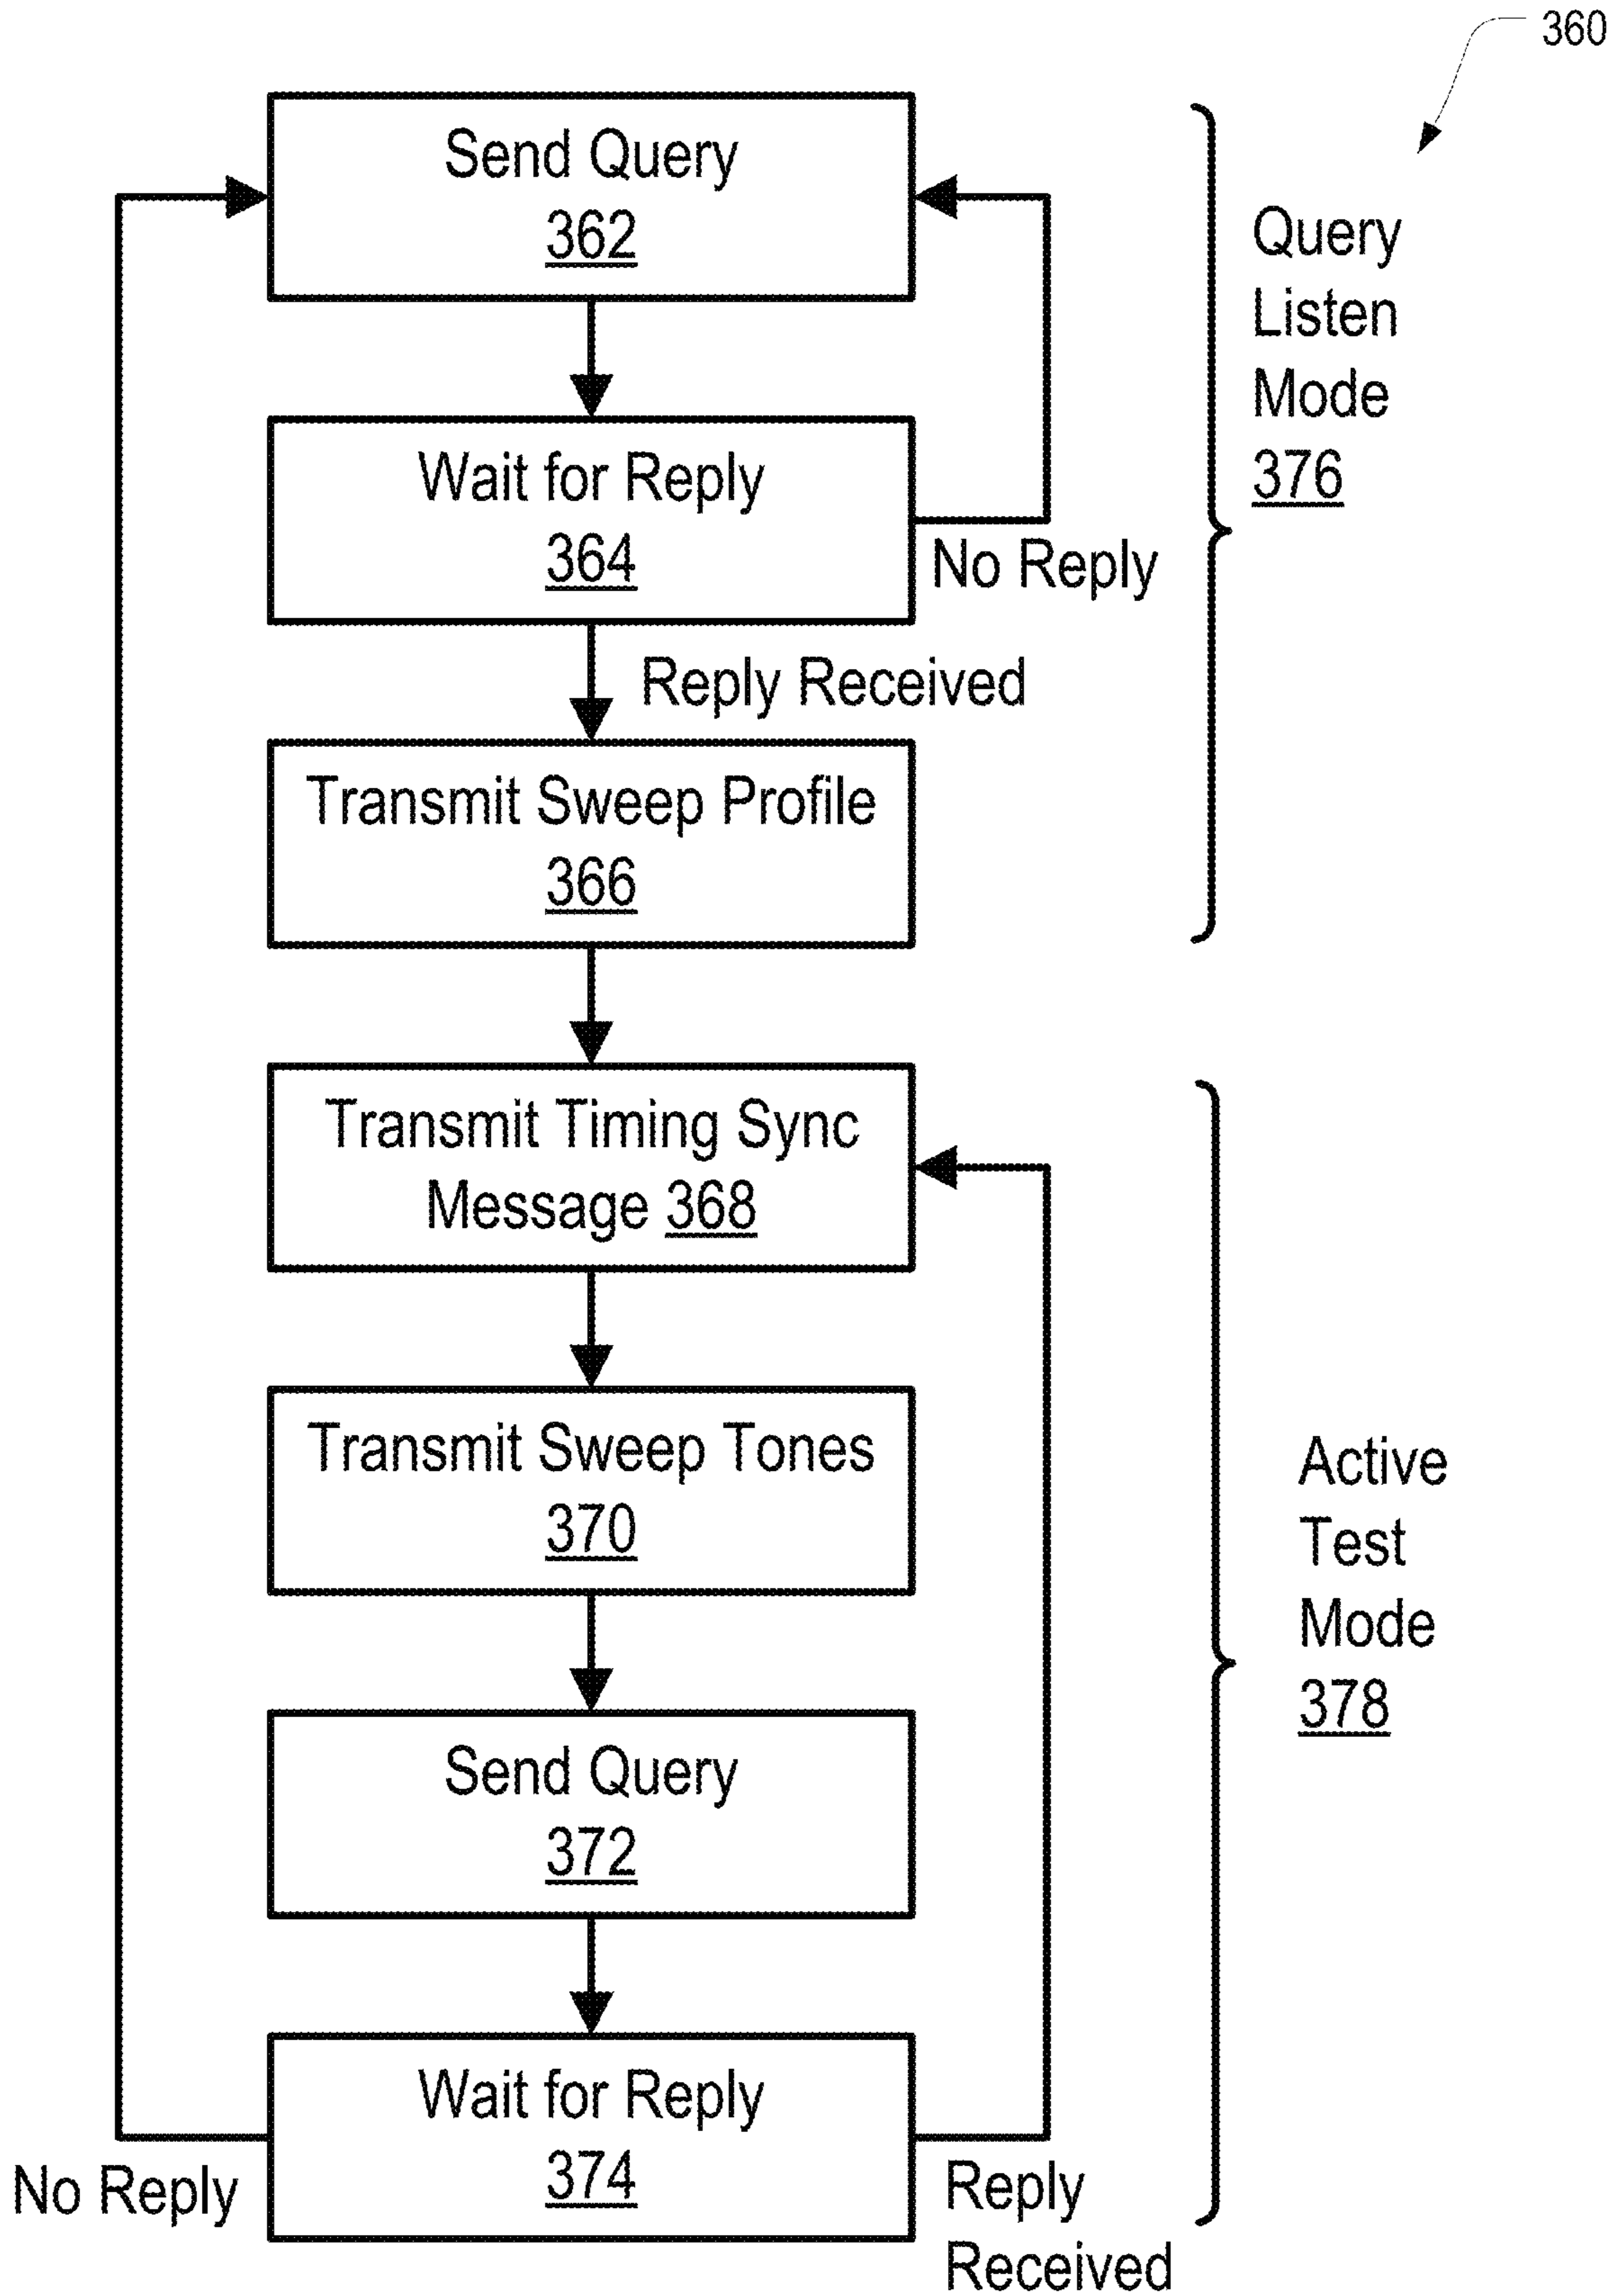 360
Send Query
362
Query
Listen
Mode
376
Wait for Reply
364
No Reply
Reply Received
Transmit Sweep Profile
366
Transmit Timing Sync
Message 368
Transmit Sweep Tones
370
Active
Test
Mode
378
Send Query
372
Wait for Reply
374
No Reply
Reply
Received